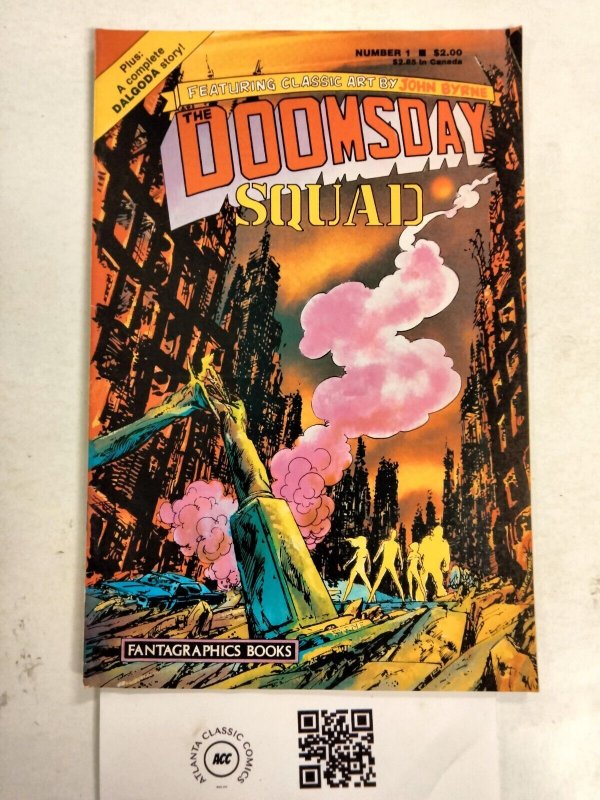 Plus:
A complete
DALGODA story!
NUMBER 1 ■ $2.00
$2.85 in Canada
FEATURING CLASSIC ART BY JOHN BYRNE
THE
DOOMSDAY
SQUAD
FANTAGRAPHICS BOOKS
ATLANTA CLASSIC COMICS
ACC